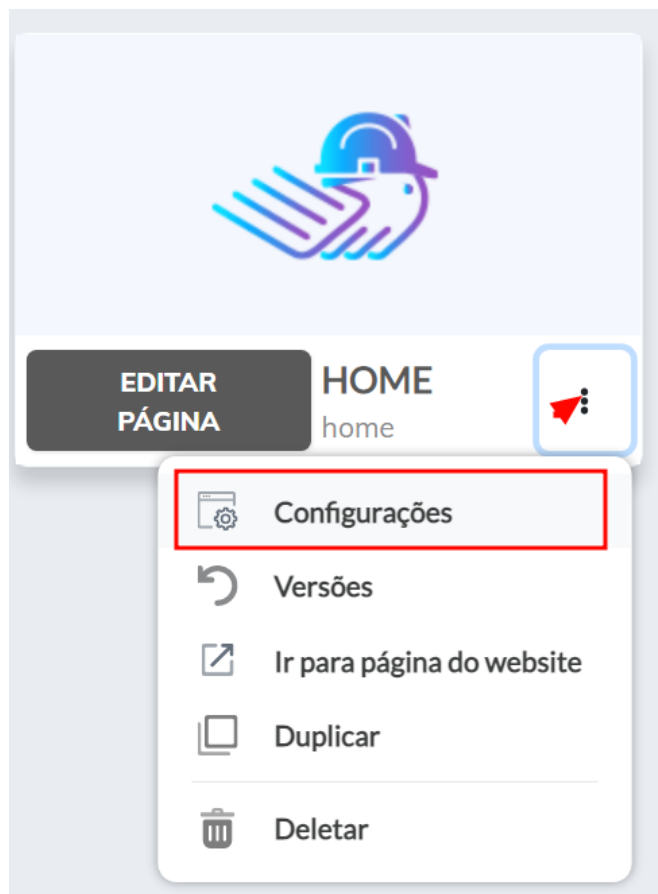 EDITAR
PÁGINA
HOME
home
Configurações
Versões
Ir para página do website
Duplicar
Deletar